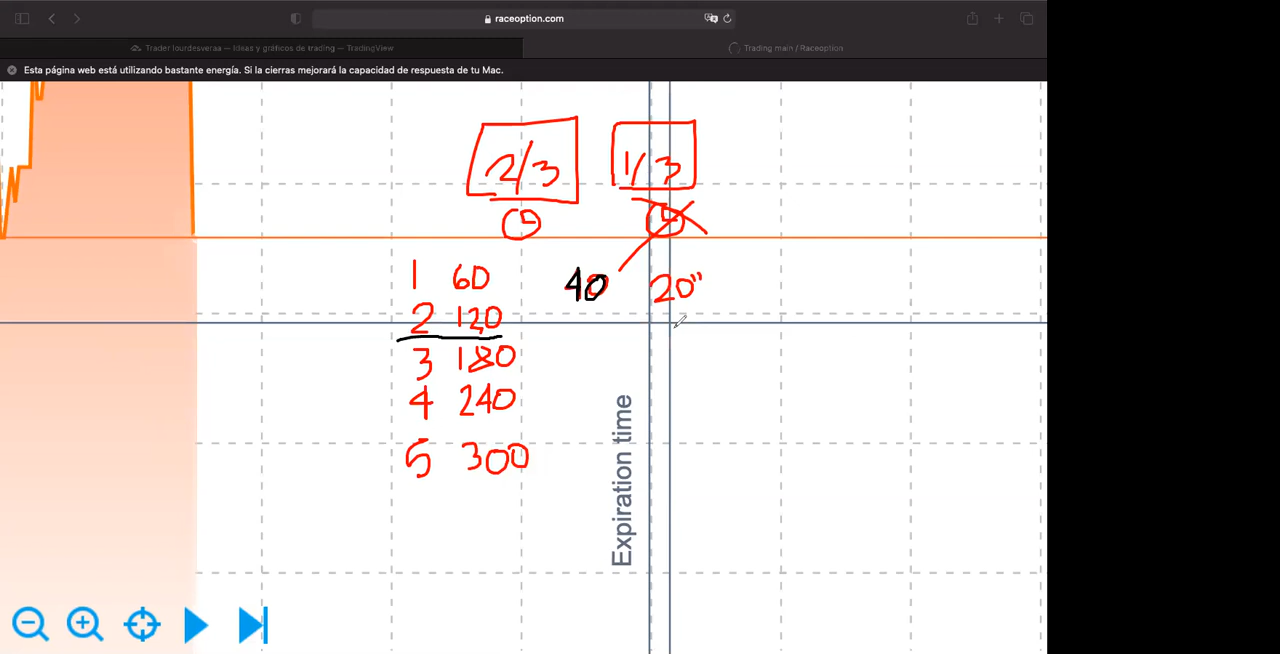 raceoption.com
Trader lourdesveraa — Ideas y gráficos de trading — TradingView
Trading main / Raceoption
Esta página web está utilizando bastante energía. Si la cierras mejorará la capacidad de respuesta de tu Mac.
2/3 1/3
40 20"
1 60
2 120
3 180
4 240
5 300
Expiration time